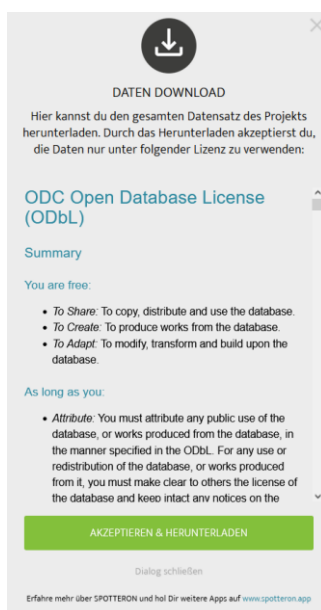 DATEN DOWNLOAD
Hier kannst du den gesamten Datensatz des Projekts
herunterladen. Durch das Herunterladen akzeptierst du,
die Daten nur unter folgender Lizenz zu verwenden:
ODC Open Database License
(ODbL)
Summary
You are free:
• To Share: To copy, distribute and use the database.
• To Create: To produce works from the database.
• To Adapt: To modify, transform and build upon the
database.
As long as you:
• Attribute: You must attribute any public use of the
database, or works produced from the database, in
the manner specified in the ODbL. For any use or
redistribution of the database, or works produced
from it, you must make clear to others the license of
the database and keep intact any notices on the
AKZEPTIEREN & HERUNTERLADEN
Dialog schließen
Erfahre mehr über SPOTTERON und hol Dir weitere Apps auf www.spotteron.app